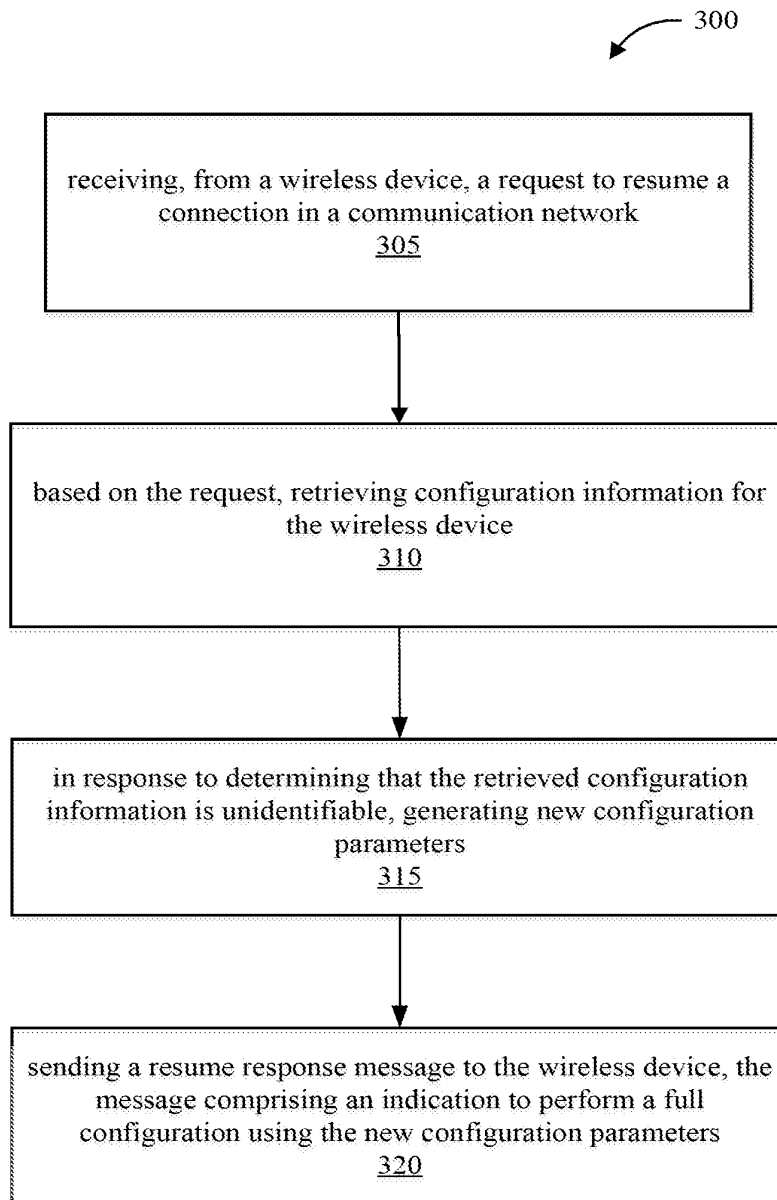 300
receiving, from a wireless device, a request to resume a
connection in a communication network
305
based on the request, retrieving configuration information for
the wireless device
310
in response to determining that the retrieved configuration
information is unidentifiable, generating new configuration
parameters
315
sending a resume response message to the wireless device, the
message comprising an indication to perform a full
configuration using the new configuration parameters
320